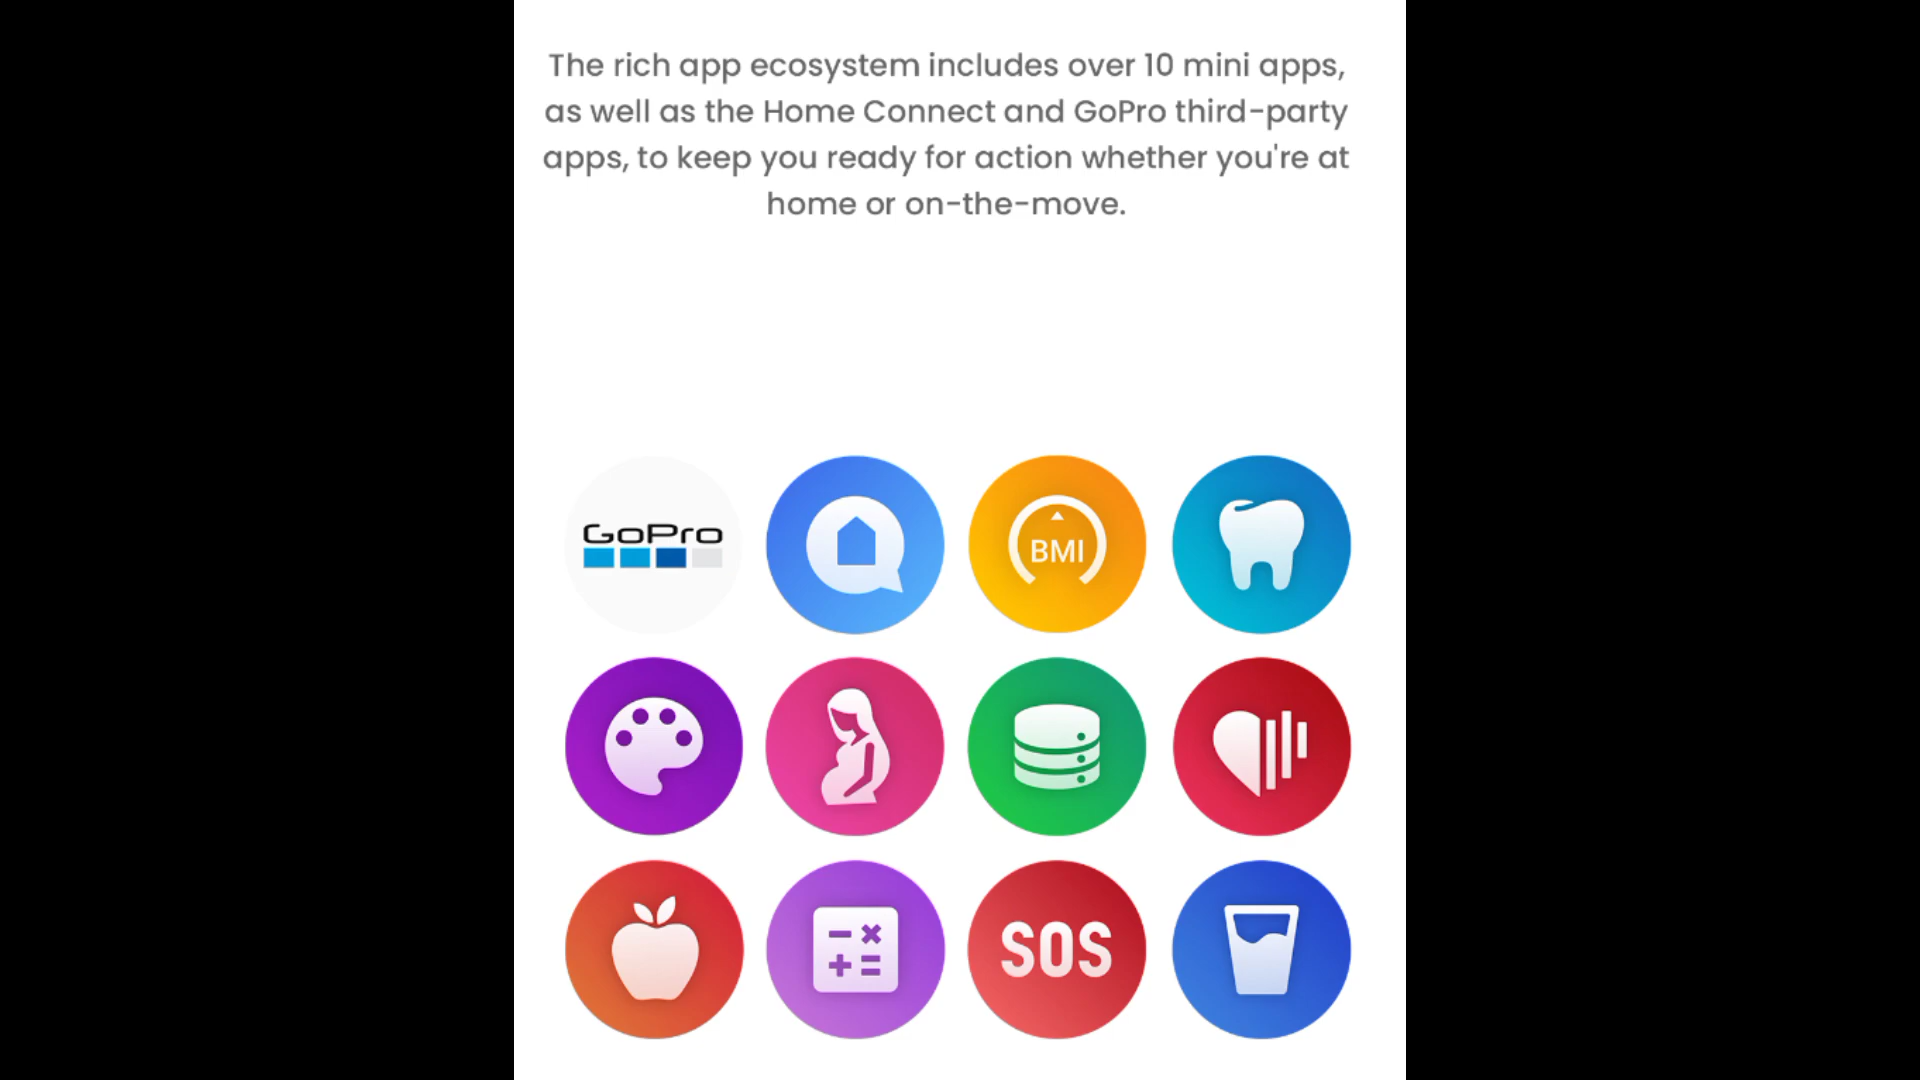 The rich app ecosystem includes over 10 mini apps,
as well as the Home Connect and GoPro third-party
apps, to keep you ready for action whether you're at
home or on-the-move.
GoPro
BMI
SOS